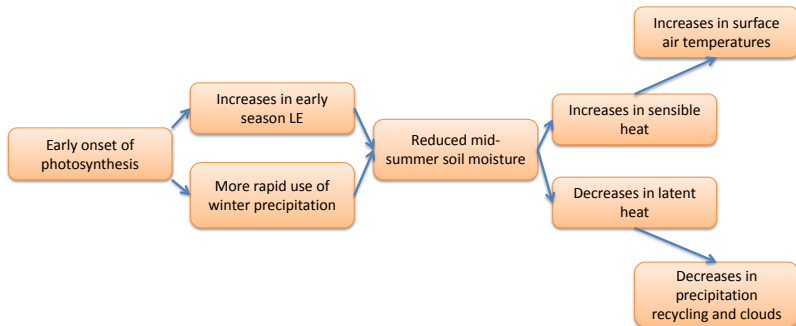 Early onset of
photosynthesis
Increases in early
season LE
More rapid use of
winter precipitation
Reduced mid-
summer soil moisture
Increases in sensible
heat
Decreases in latent
heat
Increases in surface
air temperatures
Decreases in
precipitation
recycling and clouds